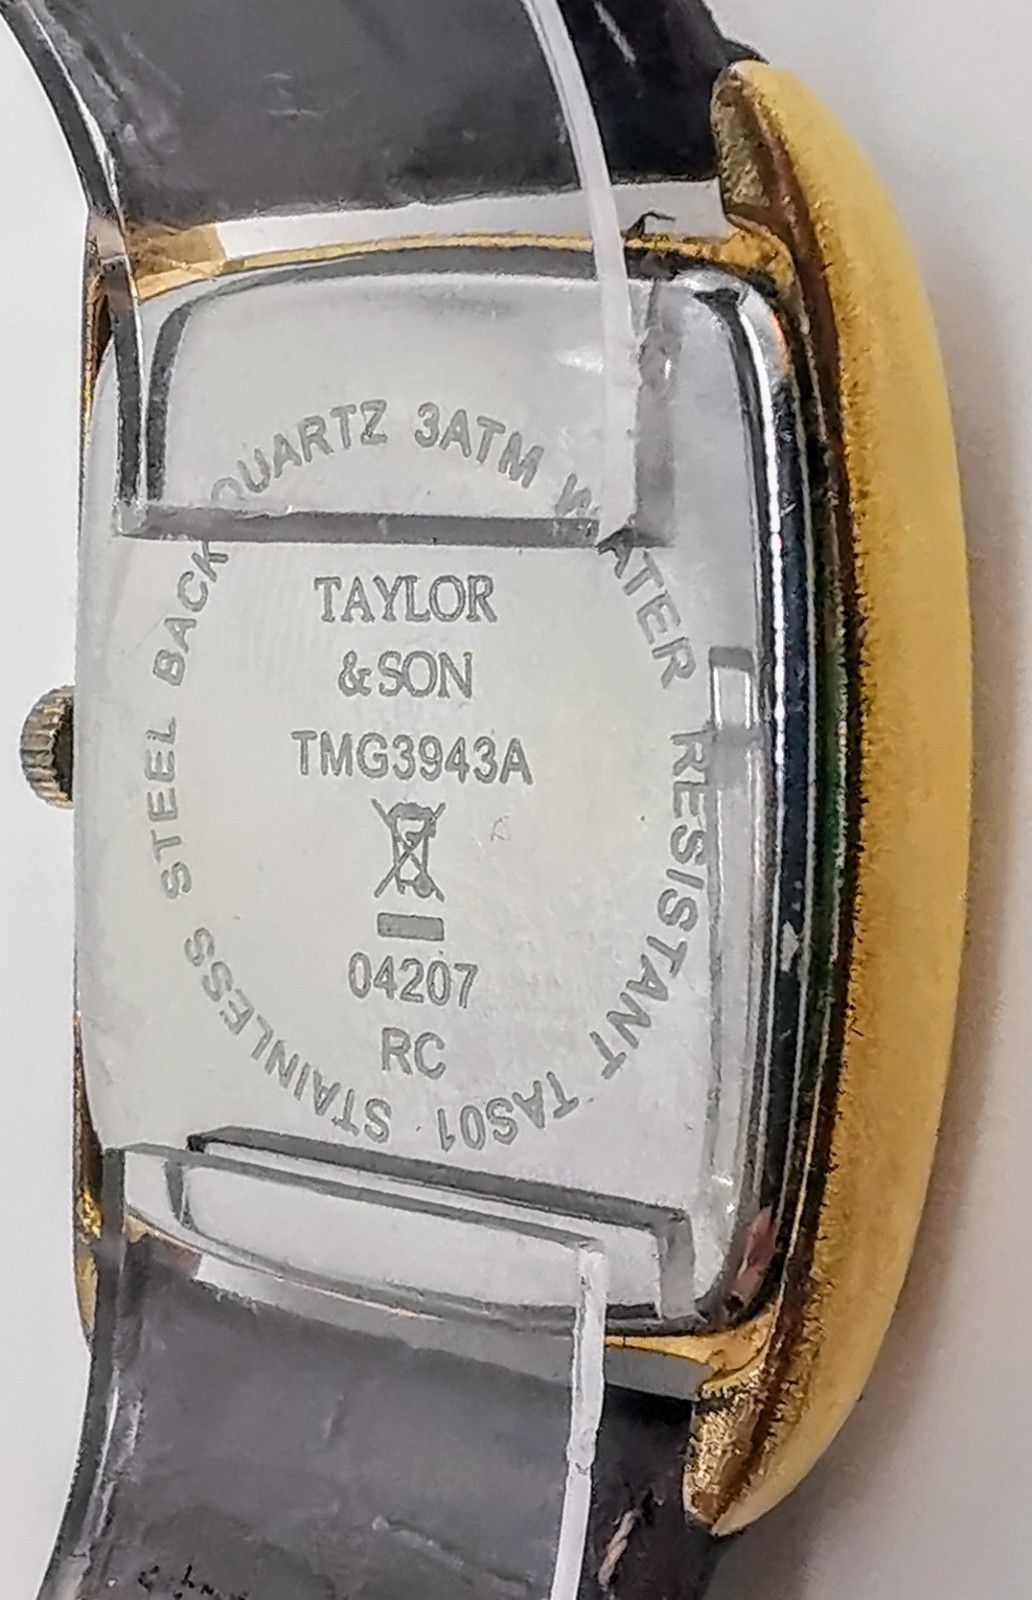 STAINLESS STEEL BACK QUARTZ 3ATM WATER RESISTANT TAS01
TAYLOR
&SON
TMG3943A
04207
RC